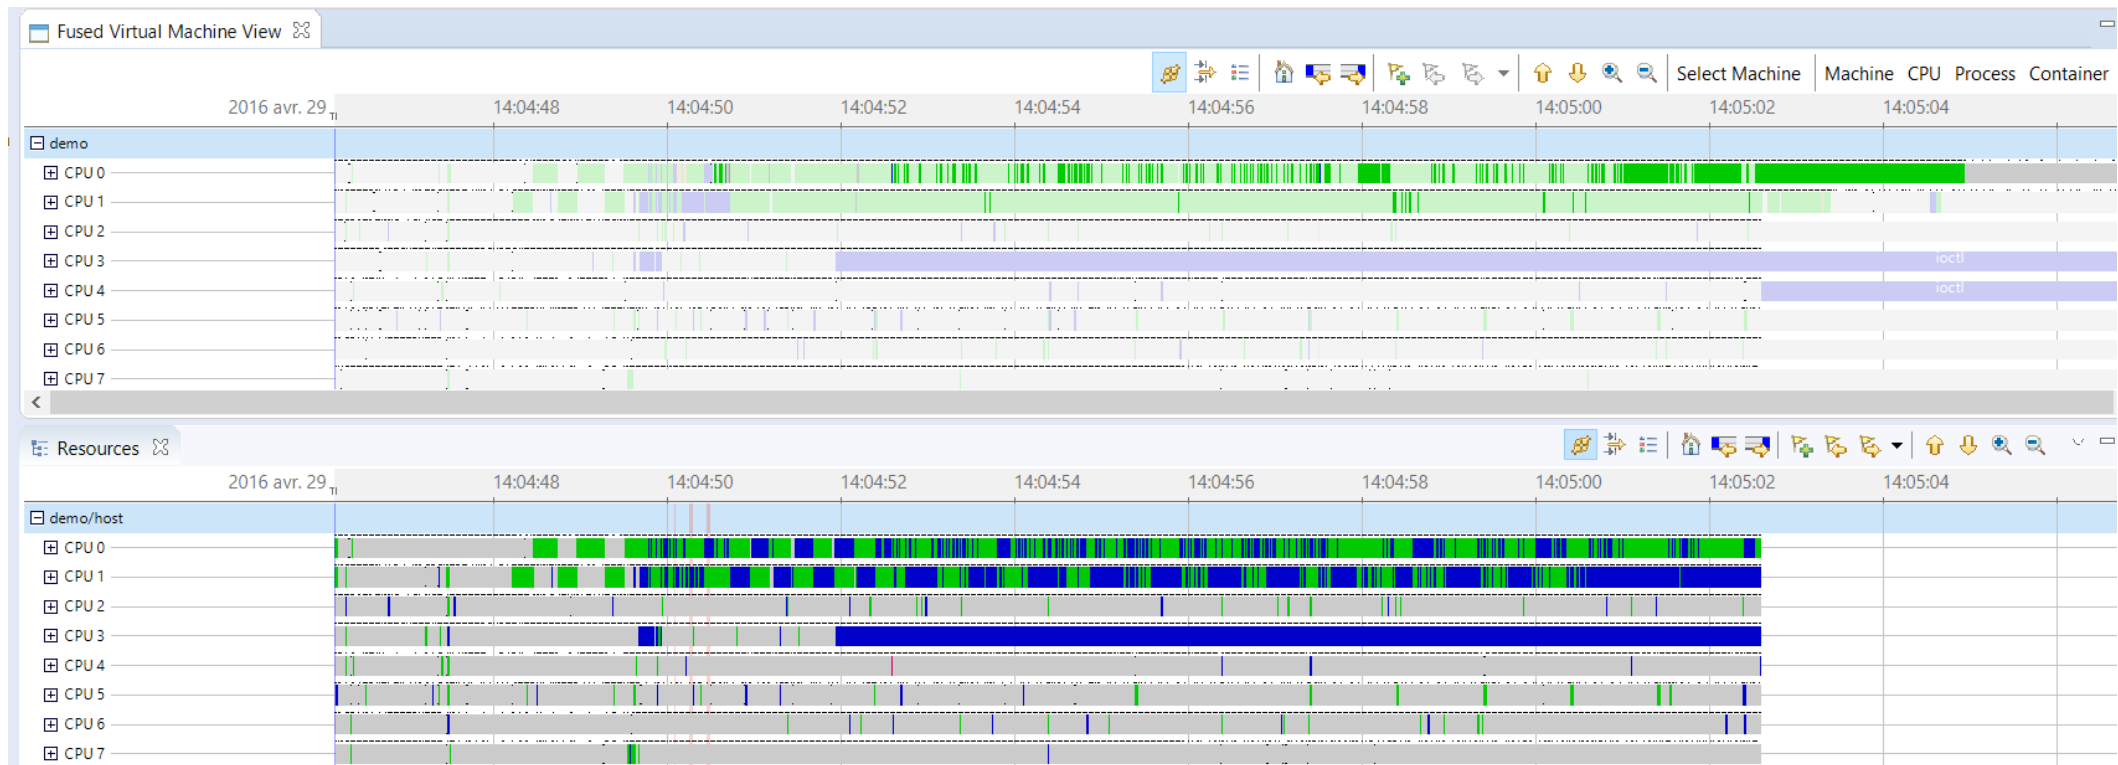 Fused Virtual Machine View
Select Machine Machine CPU Process Container
2016 avr. 29 14:04:48 14:04:50 14:04:52 14:04:54 14:04:56 14:04:58 14:05:00 14:05:02 14:05:04
demo
CPU 0
CPU 1
CPU 2
CPU 3 ioctl
CPU 4 ioctl
CPU 5
CPU 6
CPU 7
Resources
2016 avr. 29 14:04:48 14:04:50 14:04:52 14:04:54 14:04:56 14:04:58 14:05:00 14:05:02 14:05:04
demo/host
CPU 0
CPU 1
CPU 2
CPU 3
CPU 4
CPU 5
CPU 6
CPU 7